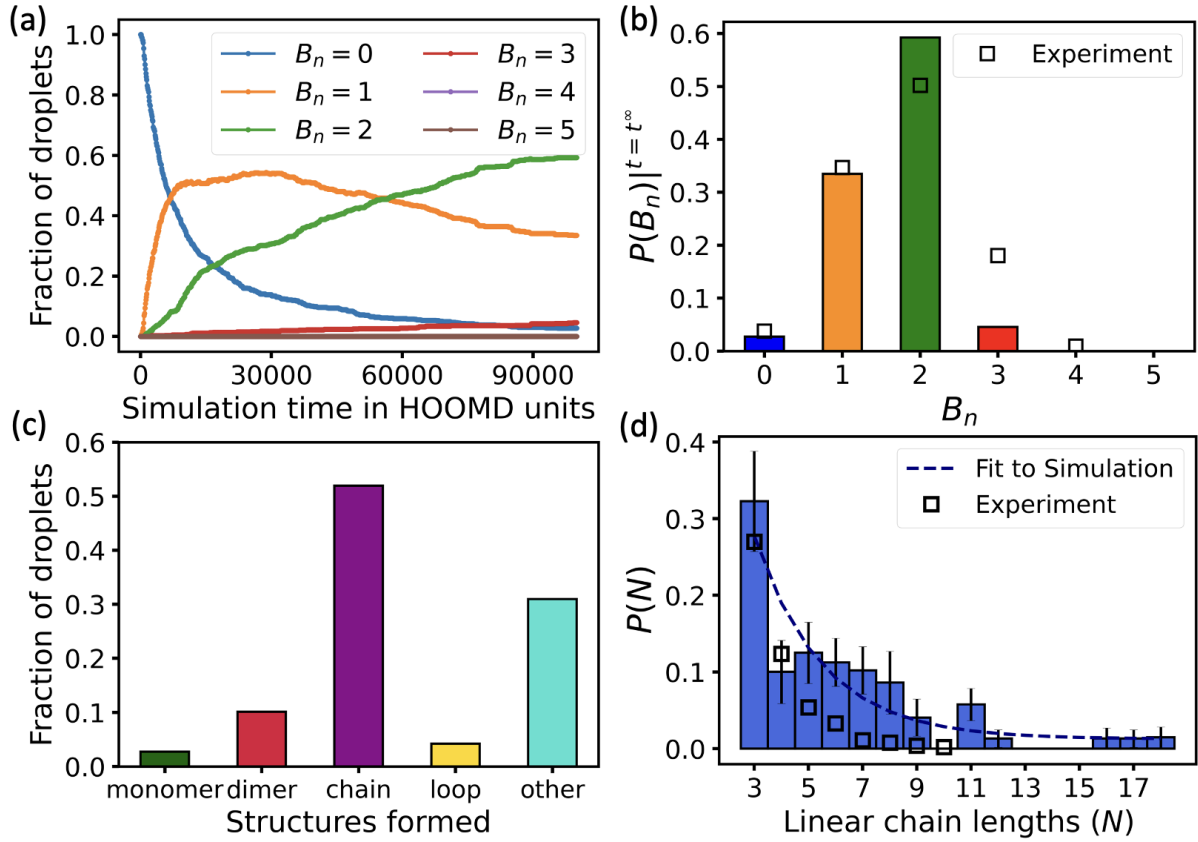 (a)
1.0
0.8
0.6
0.4
0.2
0.0
Fraction of droplets
B_n = 0
B_n = 1
B_n = 2
B_n = 3
B_n = 4
B_n = 5
0 30000 60000 90000
Simulation time in HOOMD units
(b)
0.6
0.5
0.4
0.3
0.2
0.1
0.0
P(B_n)|^{t = t^∞}
Experiment
0 1 2 3 4 5
B_n
(c)
0.6
0.5
0.4
0.3
0.2
0.1
0.0
Fraction of droplets
monomer dimer chain loop other
Structures formed
(d)
0.4
0.3
0.2
0.1
0.0
P(N)
Fit to Simulation
Experiment
3 5 7 9 11 13 15 17
Linear chain lengths (N)